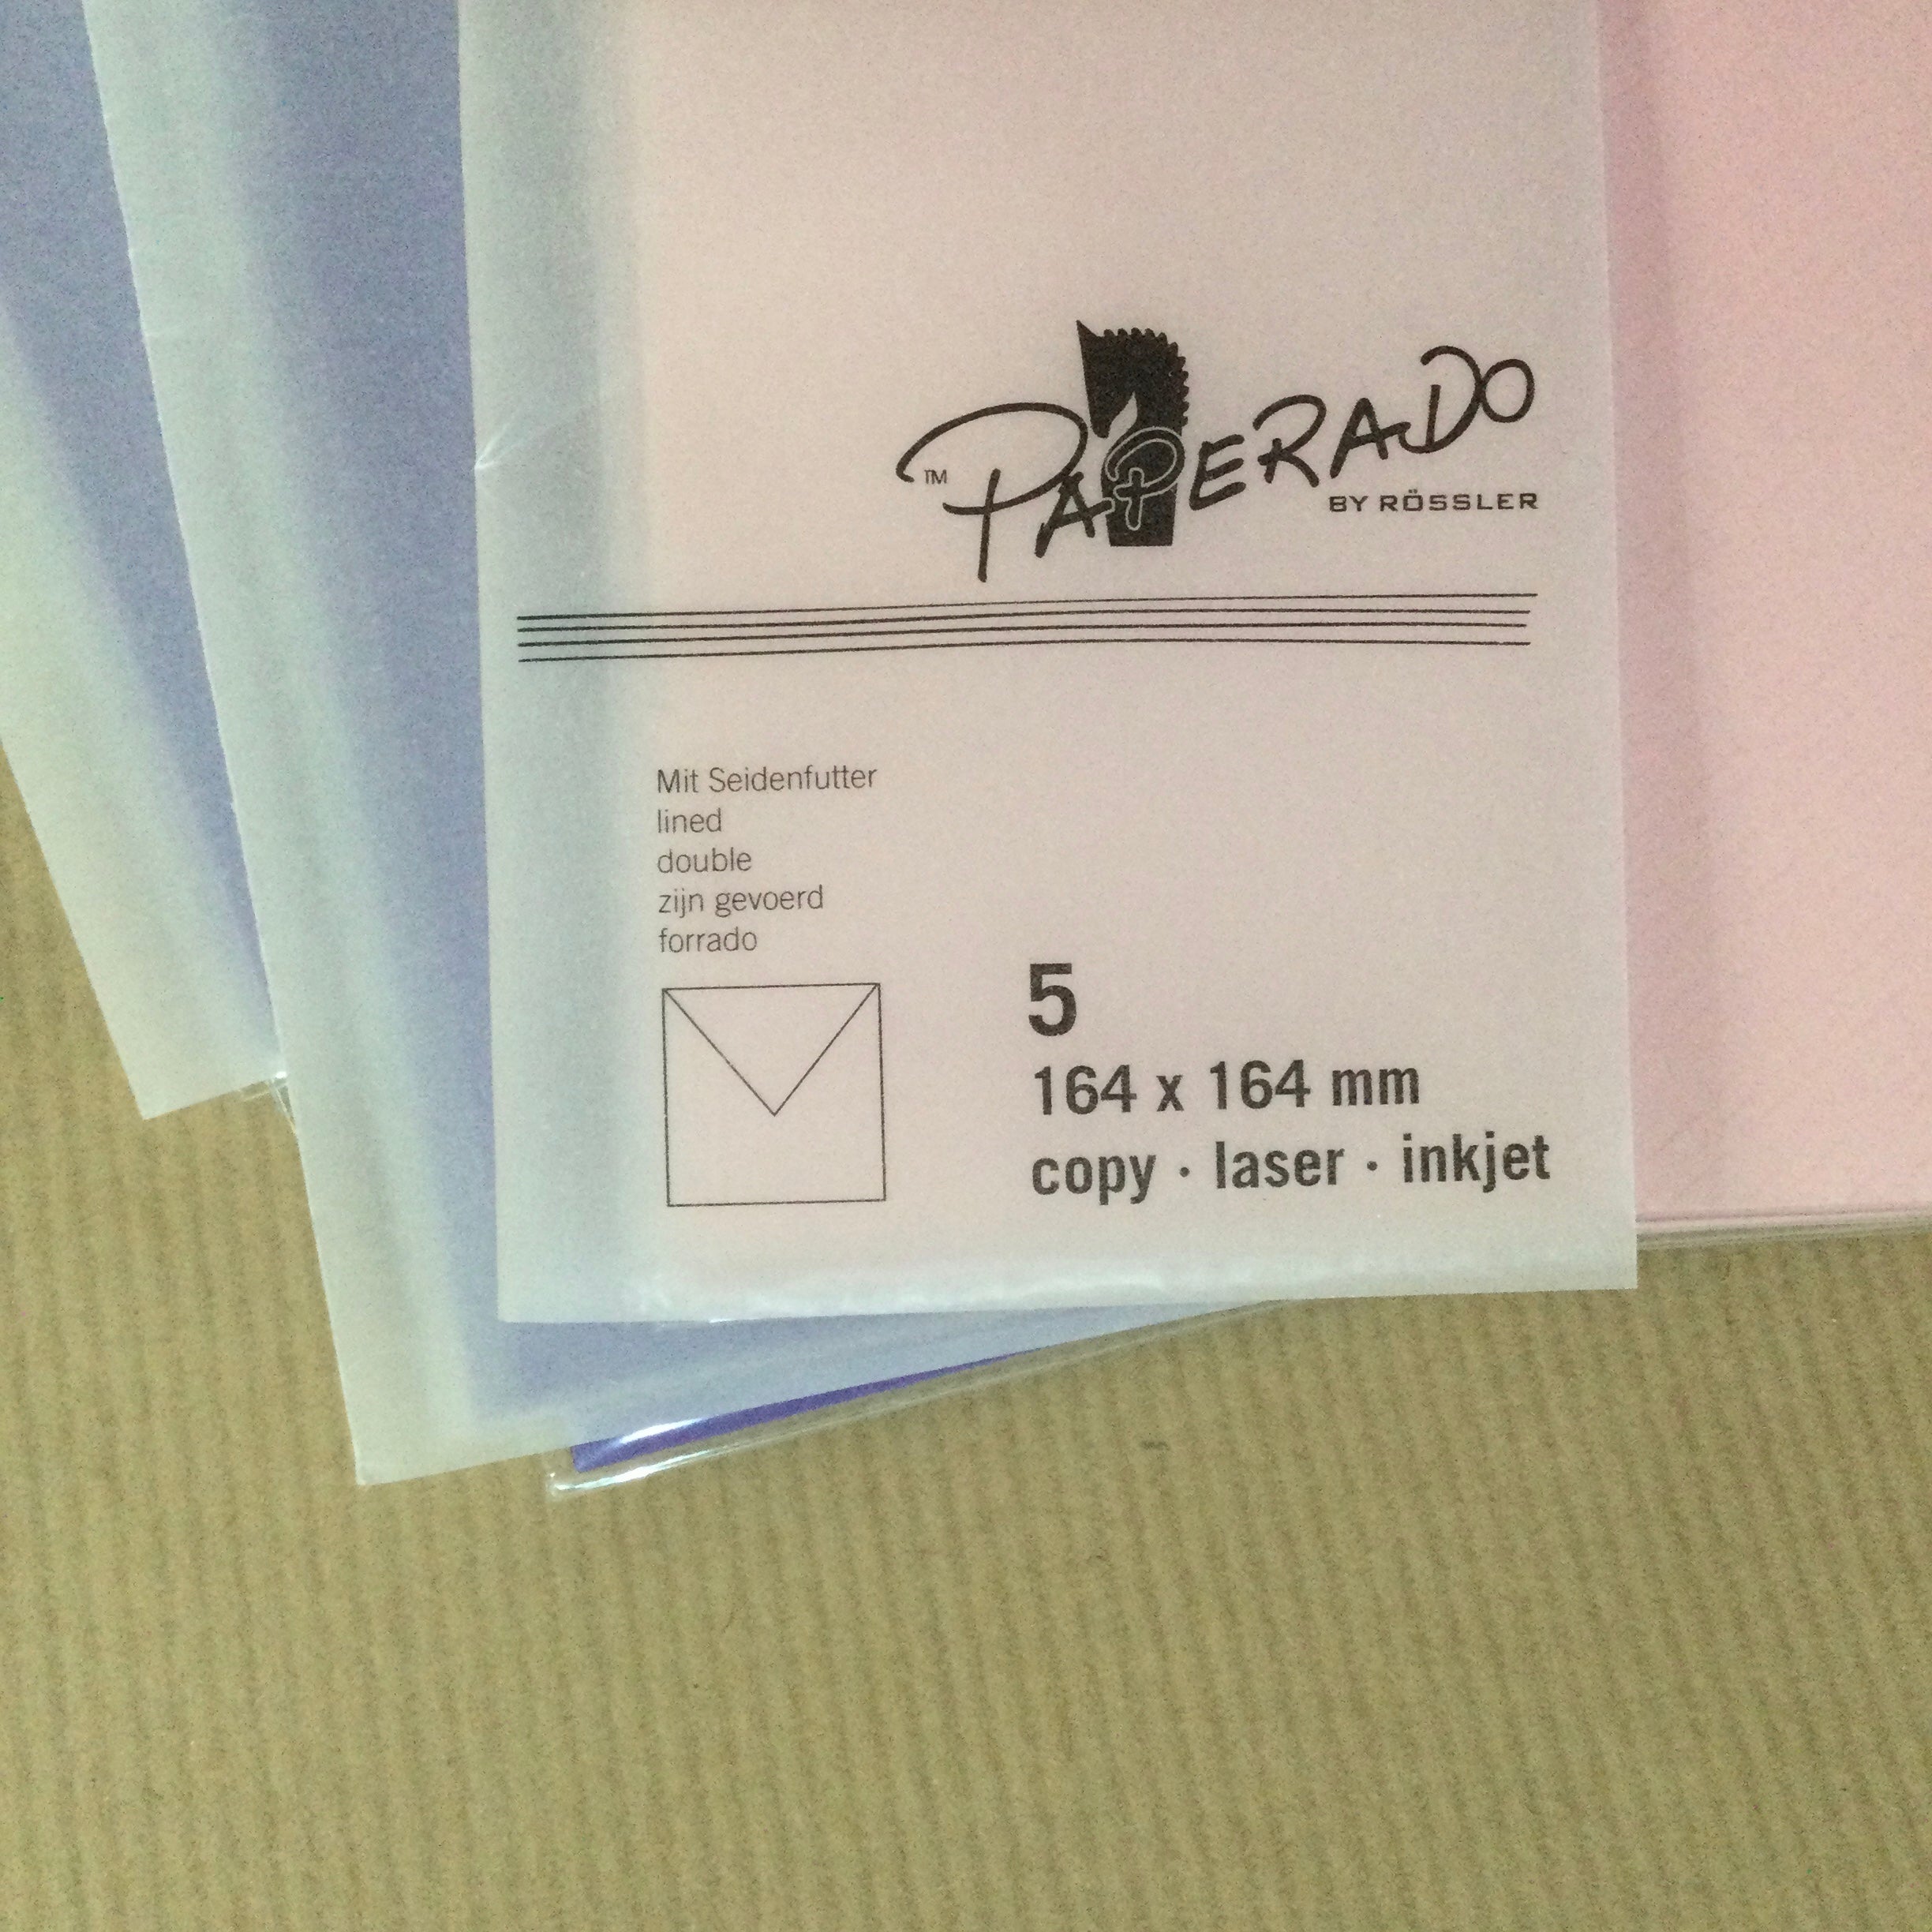 ™ PAPERADO
BY RÖSSLER
Mit Seidenfutter
lined
double
zijn gevoerd
forrado
5
164 x 164 mm
copy · laser · inkjet